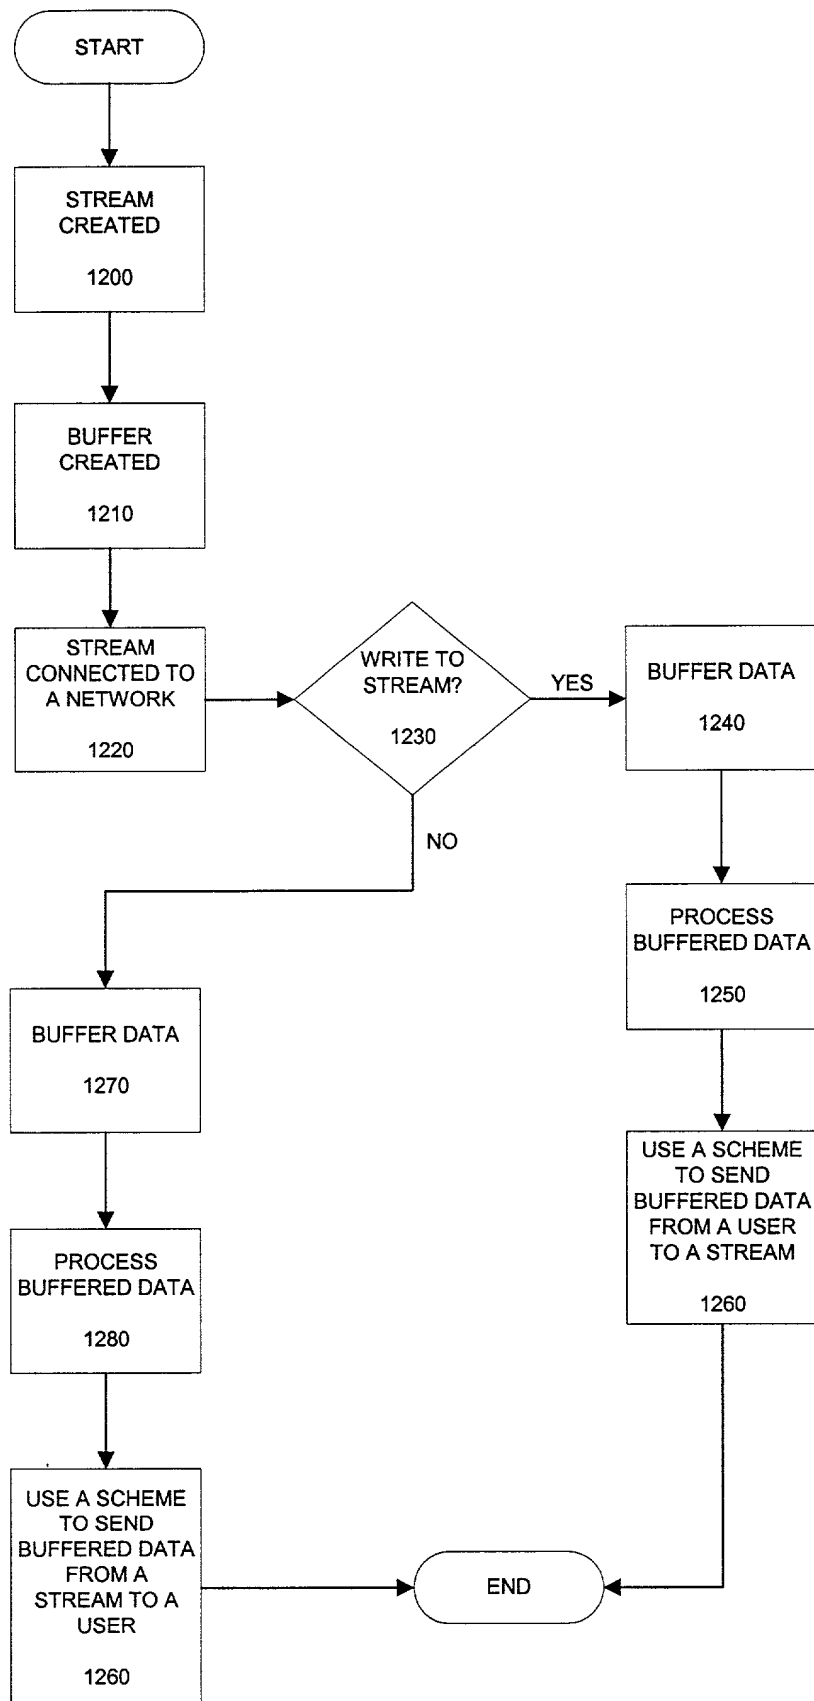 START
STREAM
CREATED
1200
BUFFER
CREATED
1210
STREAM
CONNECTED TO
A NETWORK
1220
WRITE TO
STREAM?
1230
YES
NO
BUFFER DATA
1240
PROCESS
BUFFERED DATA
1250
USE A SCHEME
TO SEND
BUFFERED DATA
FROM A USER
TO A STREAM
1260
BUFFER DATA
1270
PROCESS
BUFFERED DATA
1280
USE A SCHEME
TO SEND
BUFFERED DATA
FROM A
STREAM TO A
USER
1260
END